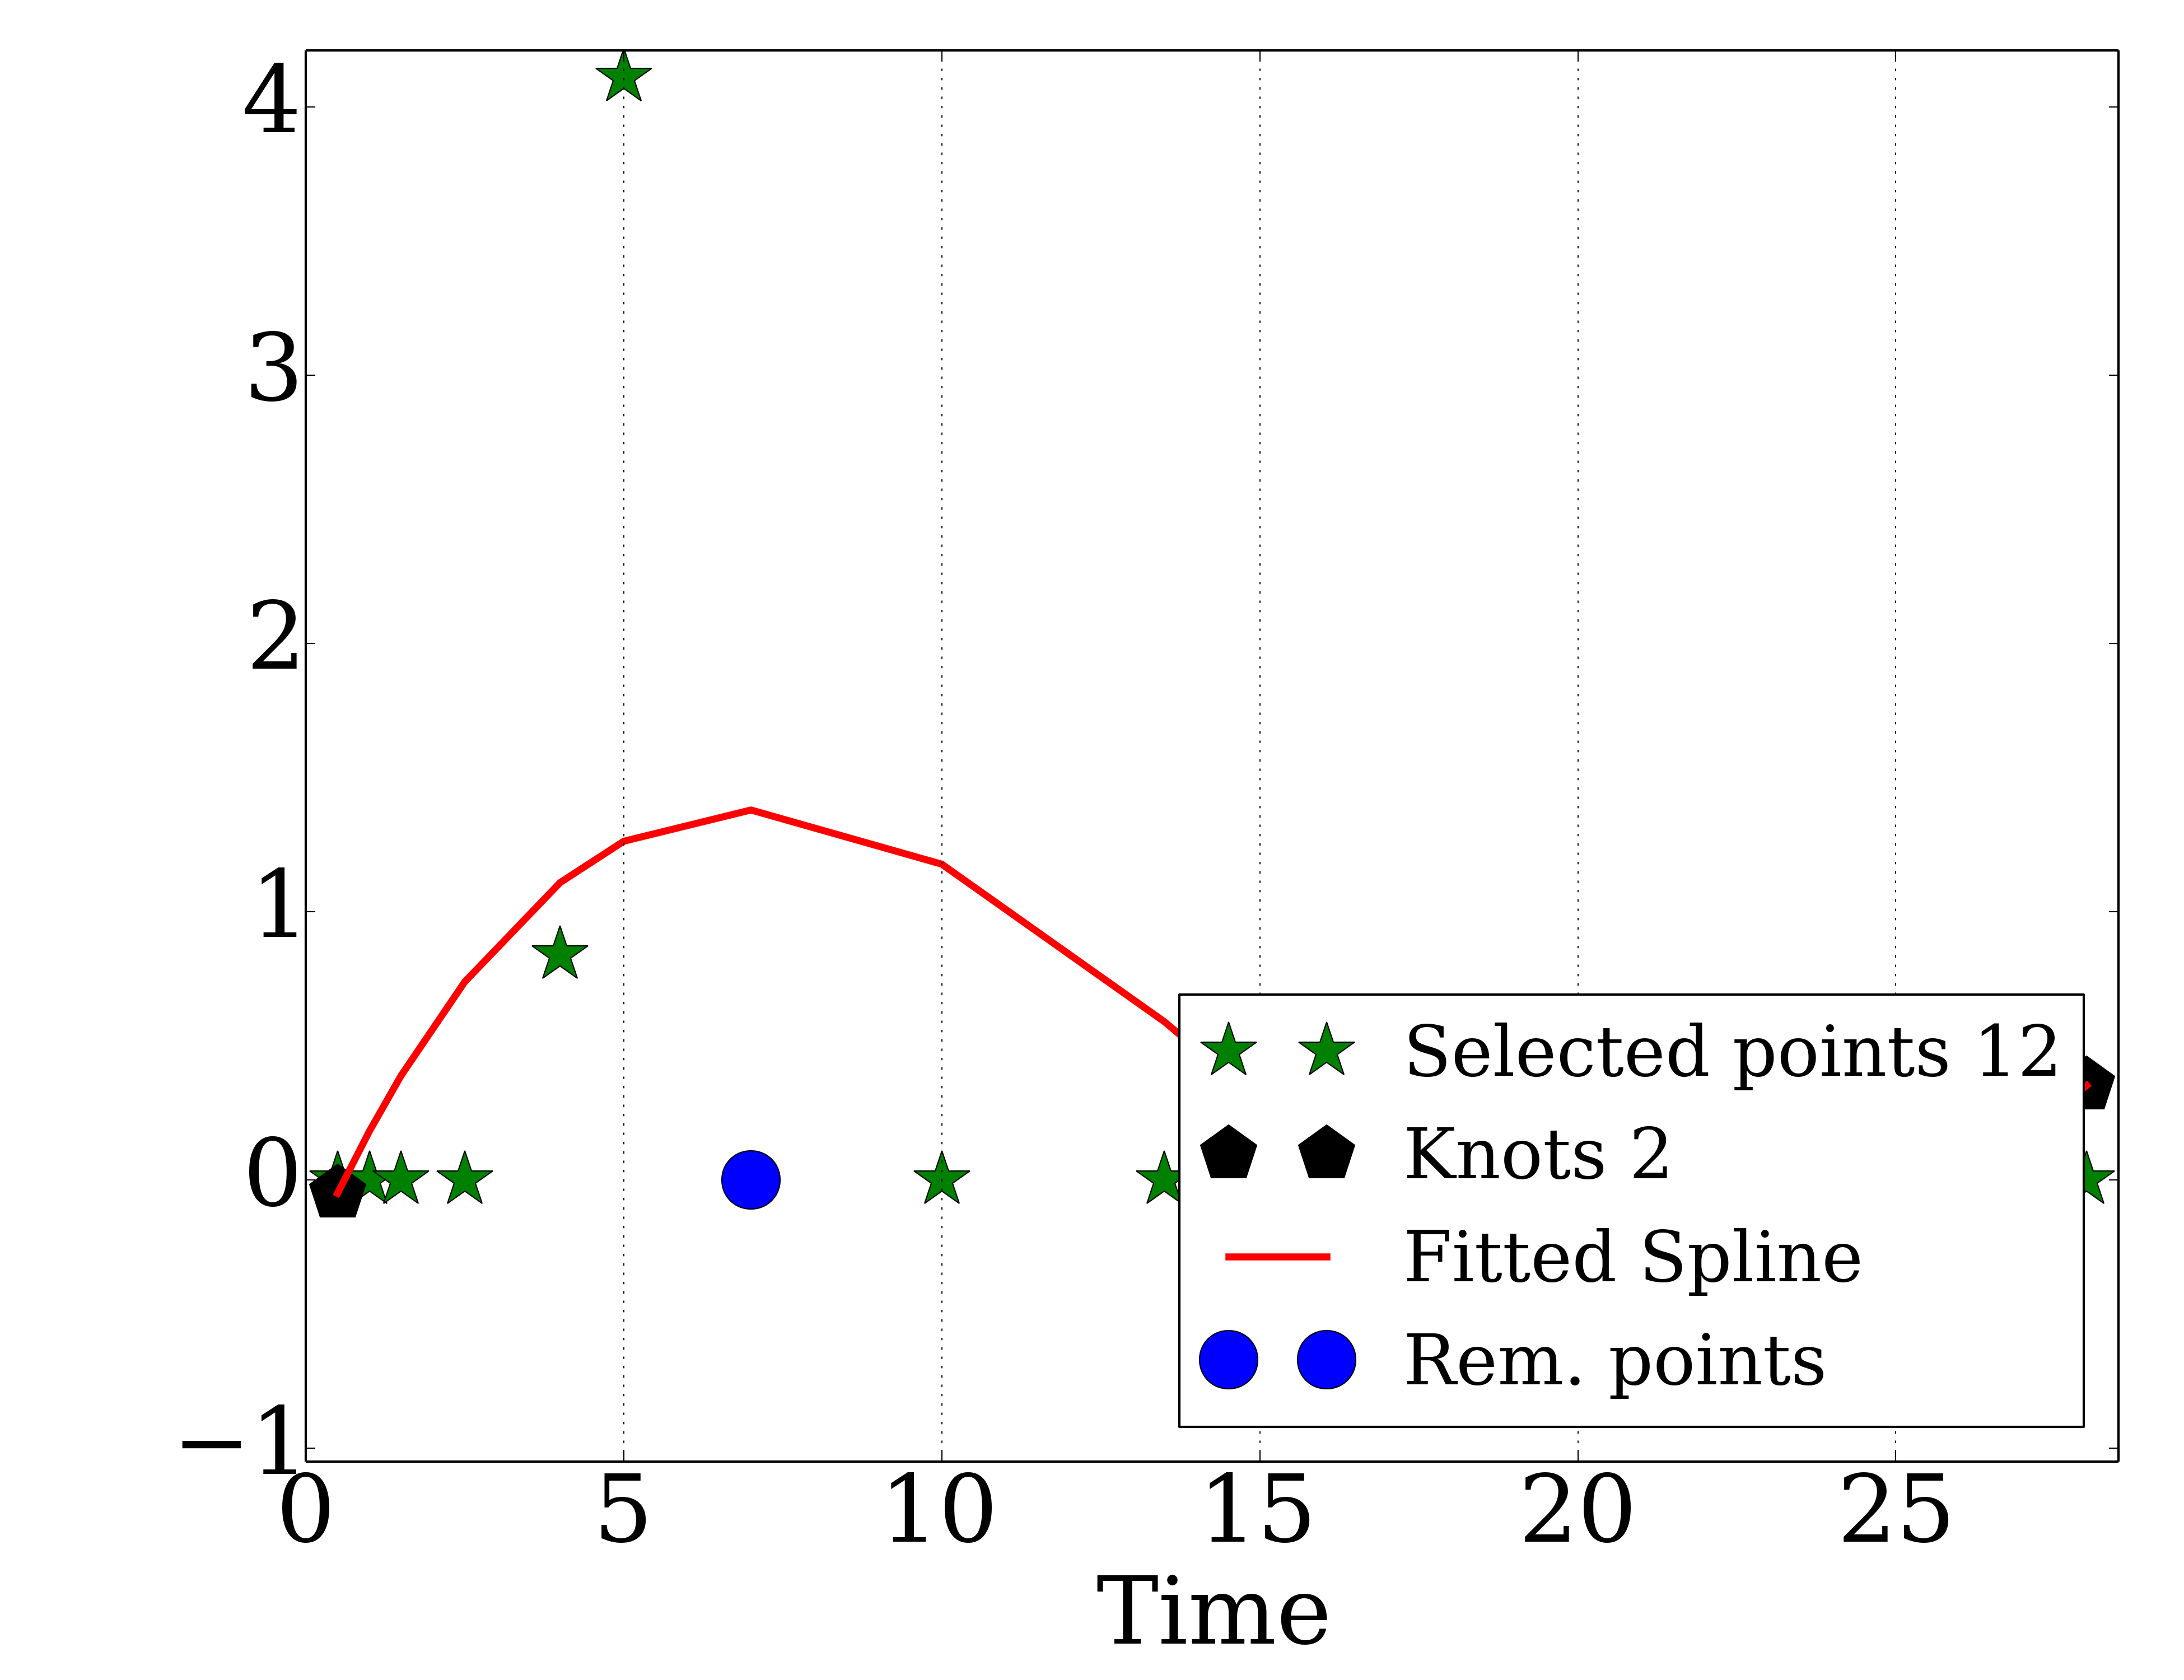 4
3
2
1
0
−1
0 5 10 15 20 25
Time
Selected points 12
Knots 2
Fitted Spline
Rem. points